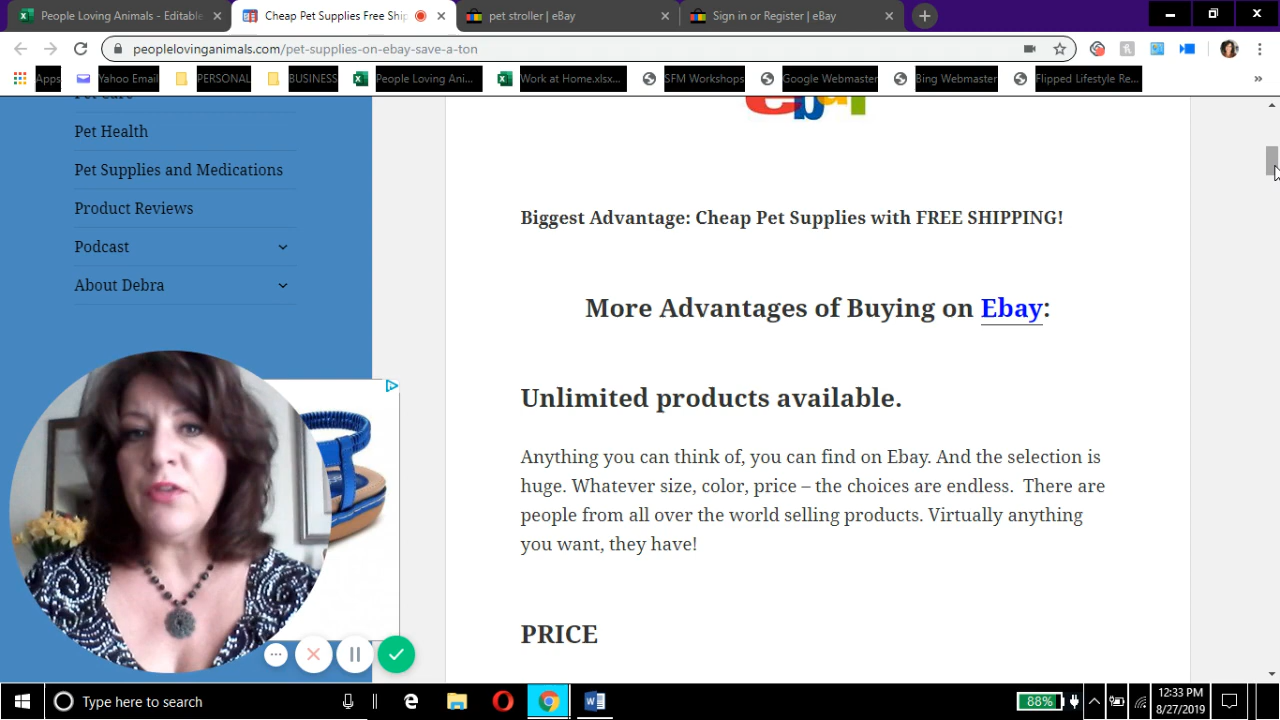 People Loving Animals - Editable
Cheap Pet Supplies Free Ship
pet stroller | eBay
Sign in or Register | eBay
peoplelovinganimals.com/pet-supplies-on-ebay-save-a-ton
Apps
Yahoo Email
PERSONAL
BUSINESS
People Loving Ani...
Work at Home.xlsx...
SFM Workshops
Google Webmaster
Bing Webmaster
Flipped Lifestyle Re...
»
Pet Care
Pet Health
Pet Supplies and Medications
Product Reviews
Podcast
About Debra
ebay
Biggest Advantage: Cheap Pet Supplies with FREE SHIPPING!
More Advantages of Buying on Ebay:
Unlimited products available.
Anything you can think of, you can find on Ebay. And the selection is
huge. Whatever size, color, price – the choices are endless. There are
people from all over the world selling products. Virtually anything
you want, they have!
PRICE
Type here to search
88%
12:33 PM
8/27/2019